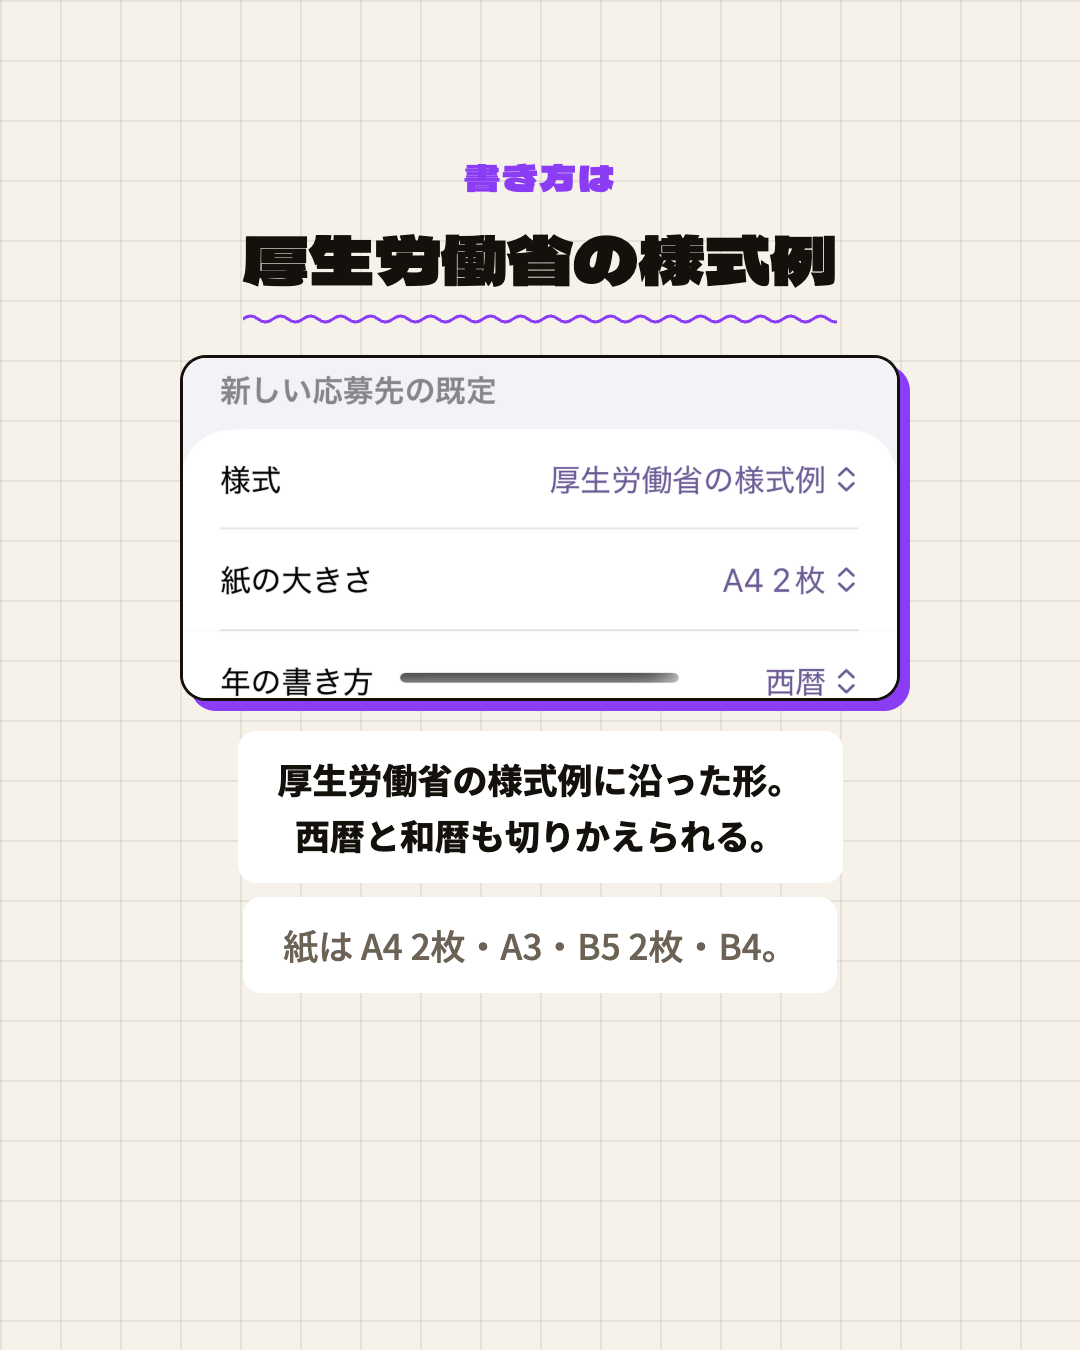 書き方は
厚生労働省の様式例
新しい応募先の既定
様式 厚生労働省の様式例
紙の大きさ A4 2枚
年の書き方 西暦
厚生労働省の様式例に沿った形。
西暦と和暦も切りかえられる。
紙は A4 2枚・A3・B5 2枚・B4。